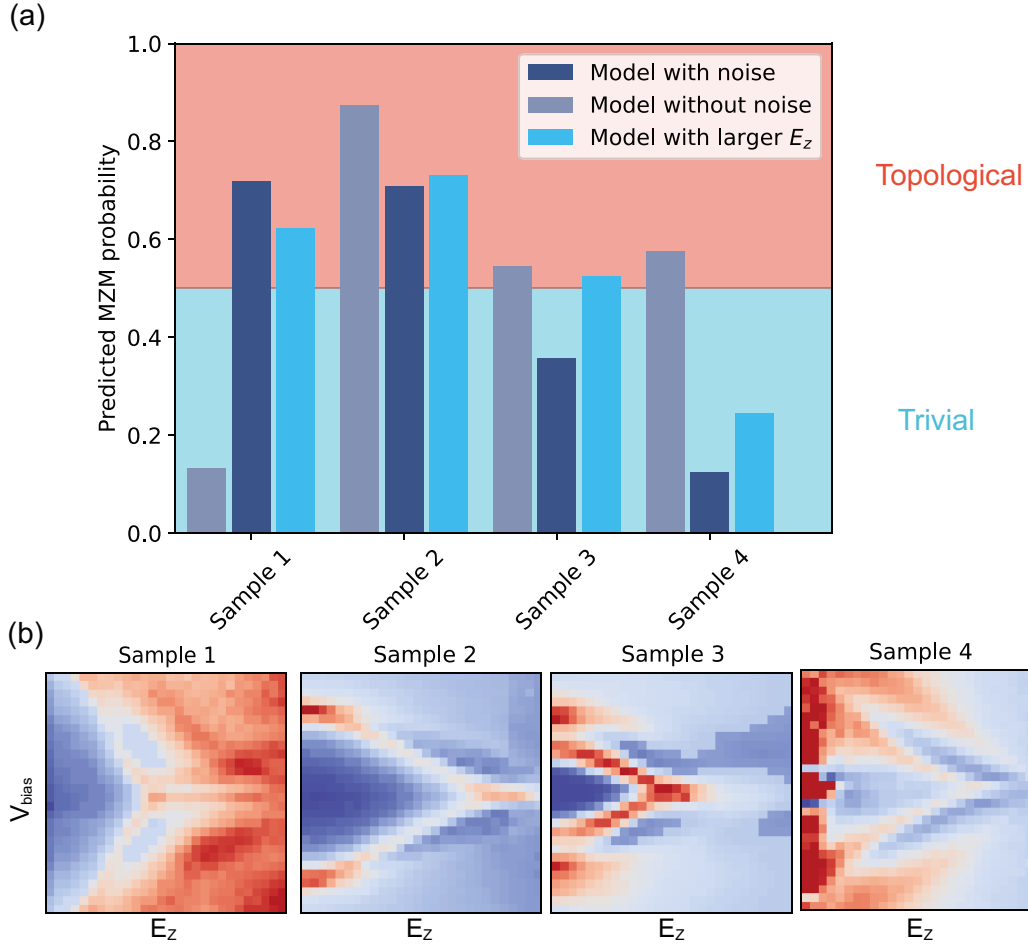 (a)
1.0
0.8
0.6
0.4
0.2
0.0
Predicted MZM probability
Model with noise
Model without noise
Model with larger E_z
Topological
Trivial
Sample 1
Sample 2
Sample 3
Sample 4
(b)
Sample 1
Sample 2
Sample 3
Sample 4
V_bias
E_Z
E_Z
E_Z
E_Z